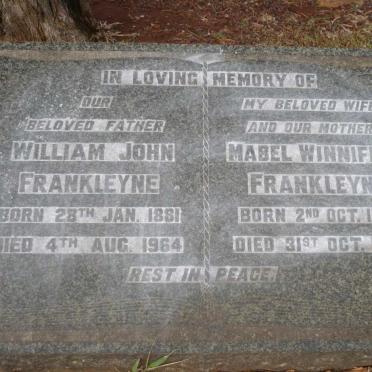 IN LOVING MEMORY OF
OUR
BELOVED FATHER
WILLIAM JOHN
FRANKLEYNE
BORN 28TH JAN. 1881
DIED 4TH AUG. 1964
MY BELOVED WIFE
AND OUR MOTHER
MABEL WINNIF
FRANKLEYN
BORN 2ND OCT. 1
DIED 31ST OCT.
REST IN PEACE.